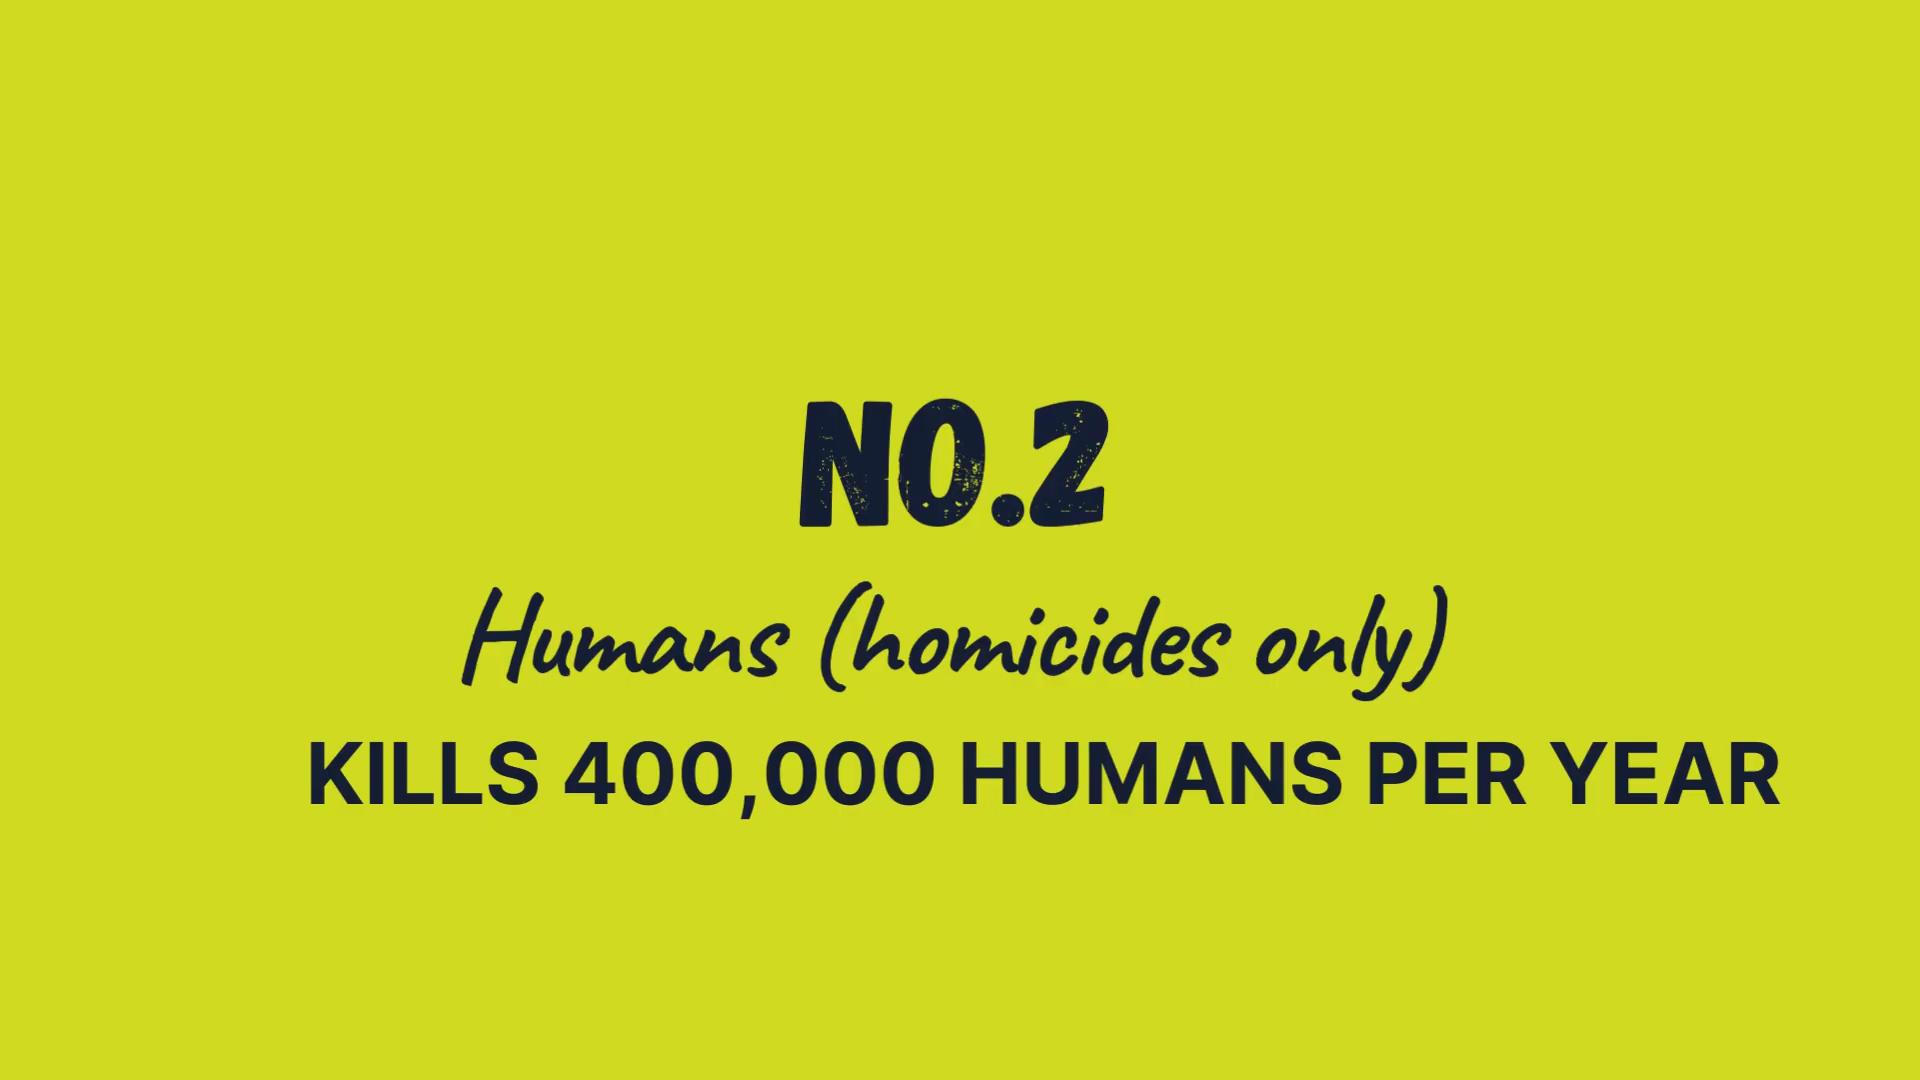 NO.2
Humans (homicides only)
KILLS 400,000 HUMANS PER YEAR